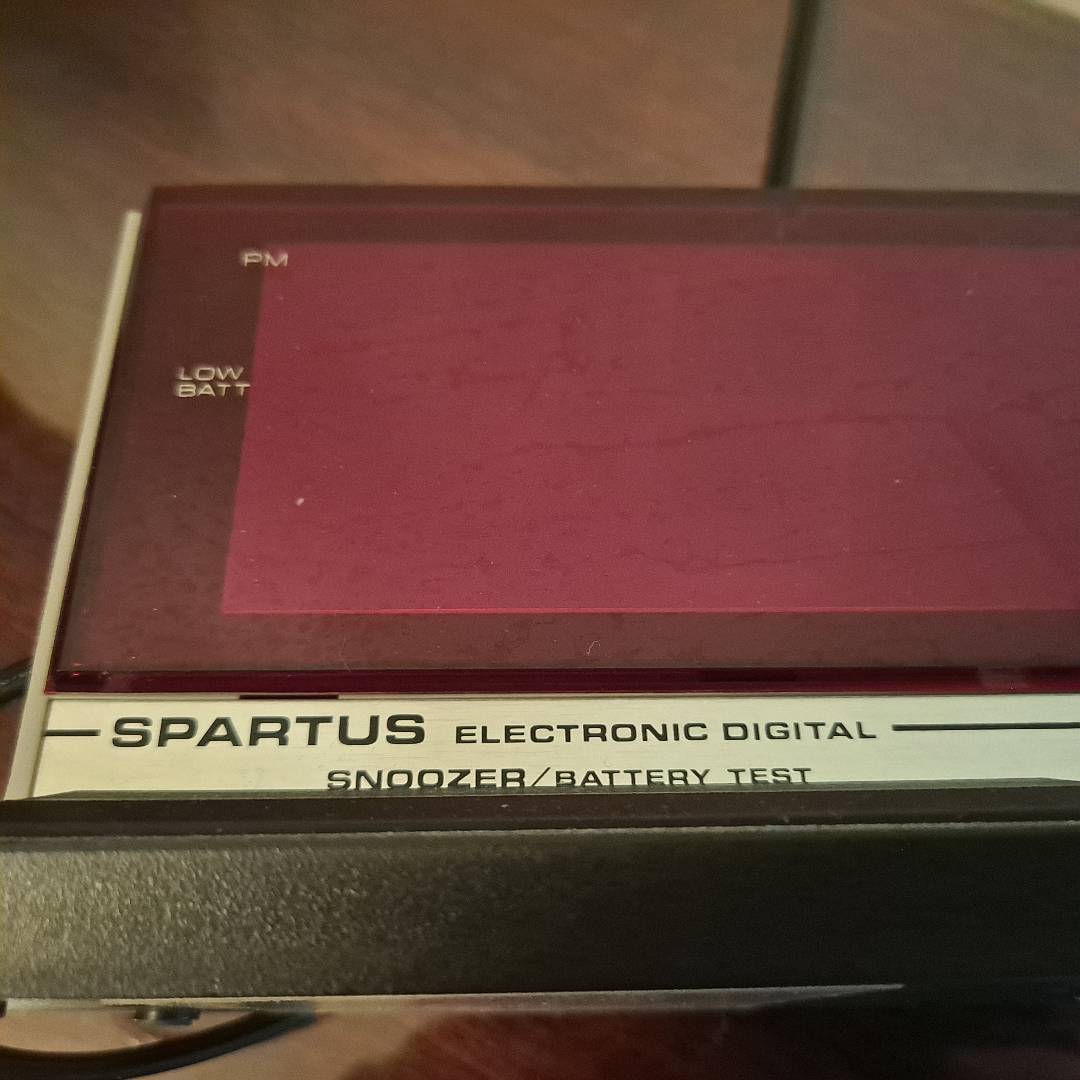 PM
LOW
BATT
SPARTUS ELECTRONIC DIGITAL
SNOOZER/BATTERY TEST